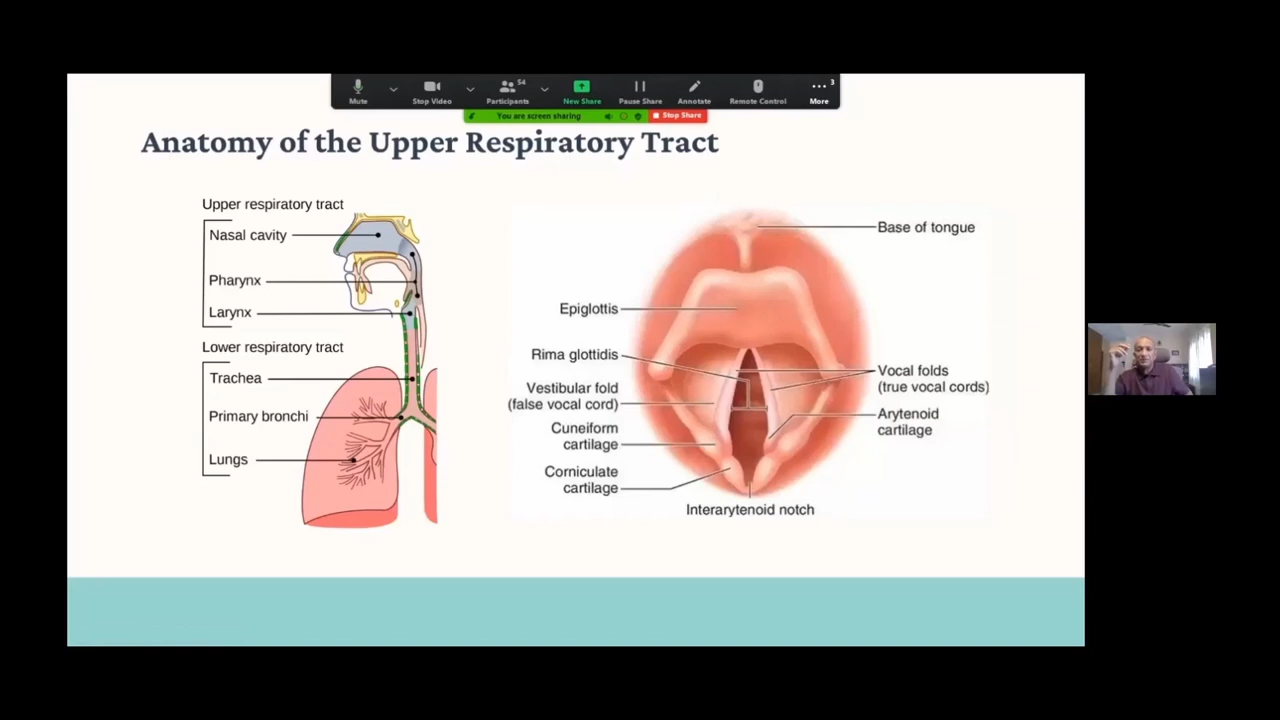 54
3
Mute
Stop Video
Participants
New Share
Pause Share
Annotate
Remote Control
More
You are screen sharing
Stop Share
Anatomy of the Upper Respiratory Tract
Upper respiratory tract
Nasal cavity
Pharynx
Larynx
Lower respiratory tract
Trachea
Primary bronchi
Lungs
Base of tongue
Epiglottis
Rima glottidis
Vestibular fold
(false vocal cord)
Cuneiform
cartilage
Corniculate
cartilage
Vocal folds
(true vocal cords)
Arytenoid
cartilage
Interarytenoid notch